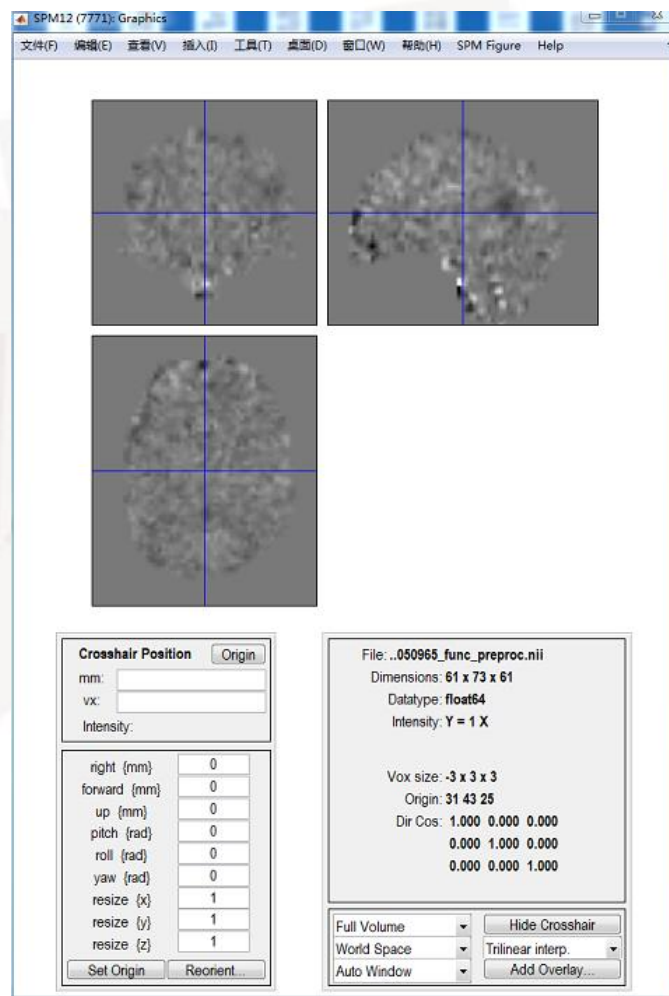 SPM12 (7771): Graphics
文件(F) 编辑(E) 查看(V) 插入(I) 工具(T) 桌面(D) 窗口(W) 帮助(H) SPM Figure Help
Crosshair Position Origin
mm:
vx:
Intensity:
right {mm} 0
forward {mm} 0
up {mm} 0
pitch {rad} 0
roll {rad} 0
yaw {rad} 0
resize {x} 1
resize {y} 1
resize {z} 1
Set Origin Reorient...
File: ..050965_func_preproc.nii
Dimensions: 61 x 73 x 61
Datatype: float64
Intensity: Y = 1 X
Vox size: -3 x 3 x 3
Origin: 31 43 25
Dir Cos: 1.000 0.000 0.000
0.000 1.000 0.000
0.000 0.000 1.000
Full Volume Hide Crosshair
World Space Trilinear interp.
Auto Window Add Overlay...